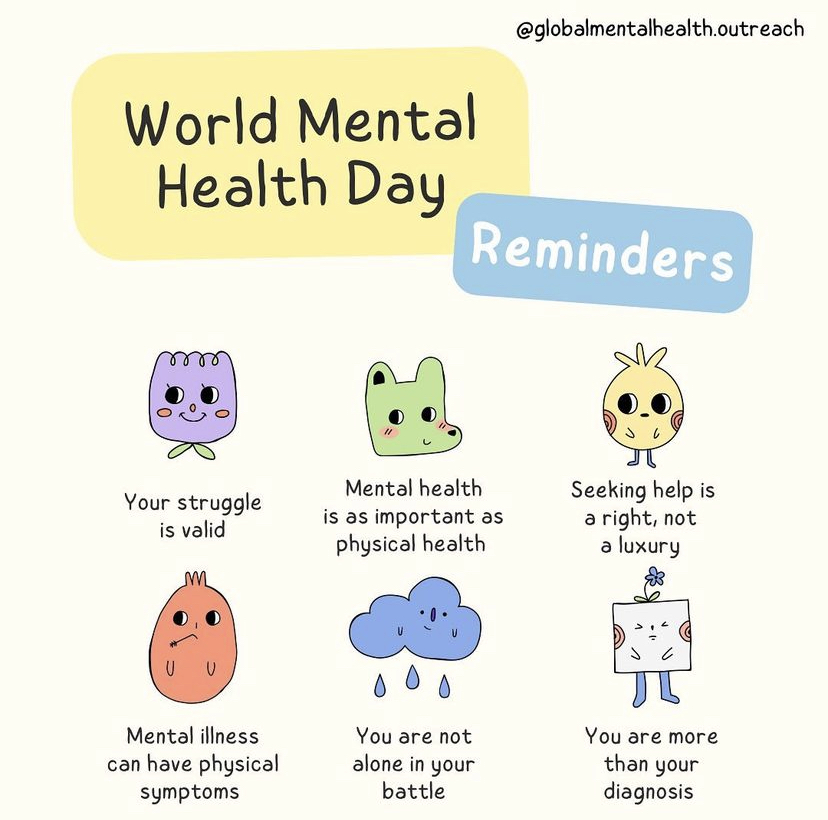 @globalmentalhealth.outreach
World Mental
Health Day
Reminders
Your struggle
is valid
Mental health
is as important as
physical health
Seeking help is
a right, not
a luxury
Mental illness
can have physical
symptoms
You are not
alone in your
battle
You are more
than your
diagnosis